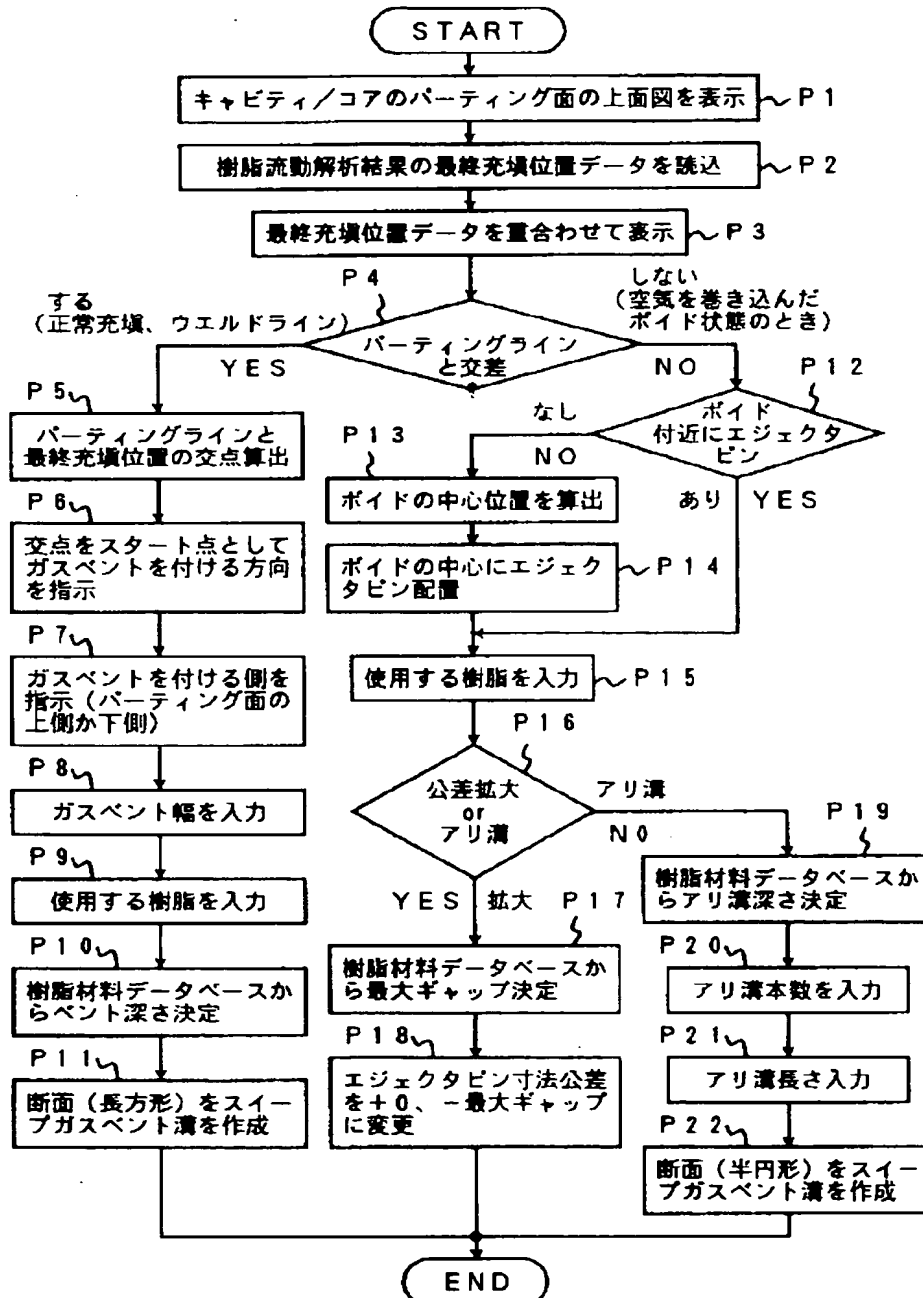 START
キャビティ/コアのパーティング面の上面図を表示
P1
樹脂流動解析結果の最終充填位置データを読込
P2
最終充填位置データを重合わせて表示
P3
P4
する
(正常充填、ウエルドライン)
YES
しない
(空気を巻き込んだ
ボイド状態のとき)
NO
パーティングライン
と交差
P12
ボイド
付近にエジェクタ
ピン
なし
NO
あり YES
P5
パーティングラインと
最終充填位置の交点算出
P6
交点をスタート点として
ガスベントを付ける方向
を指示
P7
ガスベントを付ける側を
指示(パーティング面の
上側か下側)
P8
ガスベント幅を入力
P9
使用する樹脂を入力
P10
樹脂材料データベースか
らベント深さ決定
P11
断面(長方形)をスイー
プガスベント溝を作成
P13
ボイドの中心位置を算出
ボイドの中心にエジェク
タピン配置
P14
使用する樹脂を入力
P15
P16
公差拡大
or
アリ溝
アリ溝
NO
YES 拡大
P17
樹脂材料データベースか
ら最大ギャップ決定
P18
エジェクタピン寸法公差
を+0、-最大ギャップ
に変更
P19
樹脂材料データベースか
らアリ溝深さ決定
P20
アリ溝本数を入力
P21
アリ溝長さ入力
P22
断面(半円形)をスイー
プガスベント溝を作成
END